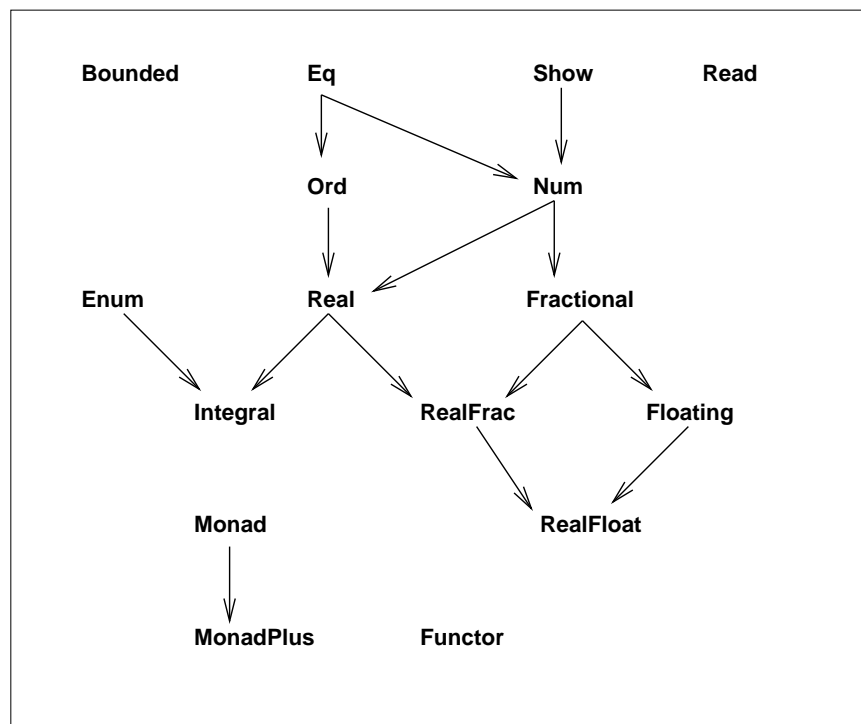 Bounded Eq Show Read
Ord Num
Enum Real Fractional
Integral RealFrac Floating
Monad RealFloat
MonadPlus Functor